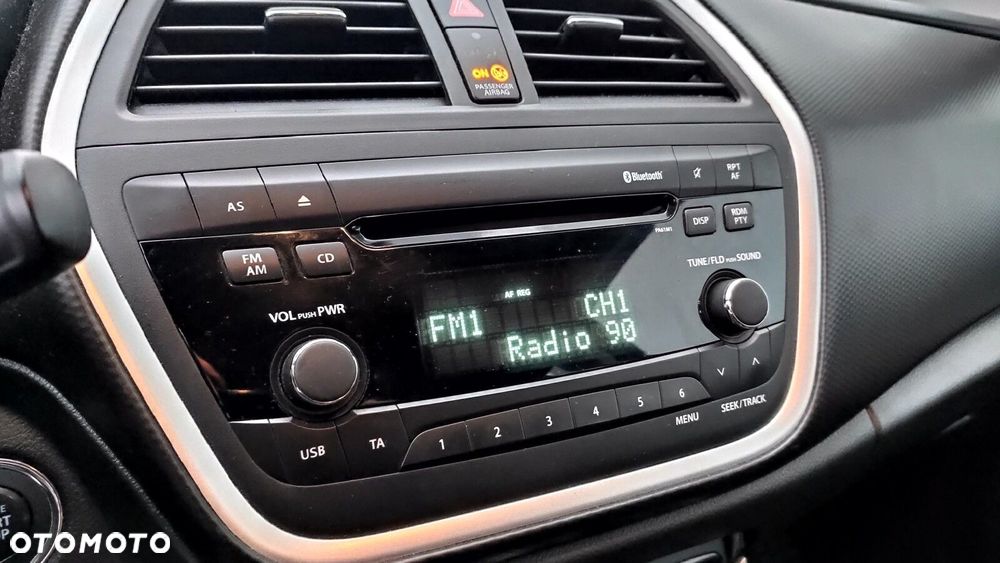 ON
PASSENGER
AIRBAG
AS
Bluetooth
RPT
AF
FM
AM
CD
PA61M1
DISP
RDM
PTY
VOL PUSH PWR
TUNE/FLD PUSH SOUND
AF REG
FM1 CH1
Radio 90
USB
TA
1
2
3
4
5
6
MENU
SEEK/TRACK
OTOMOTO